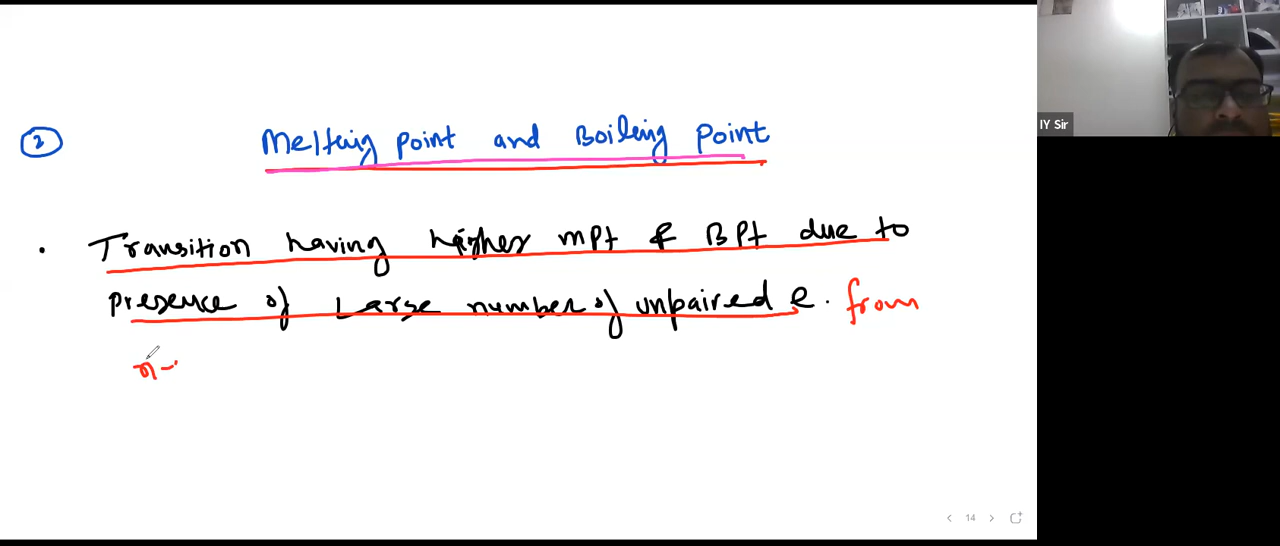 2 Melting point and Boiling point
• Transition having higher mpt & Bpt due to
presence of Large number of unpaired e. from
n-
IY Sir
14